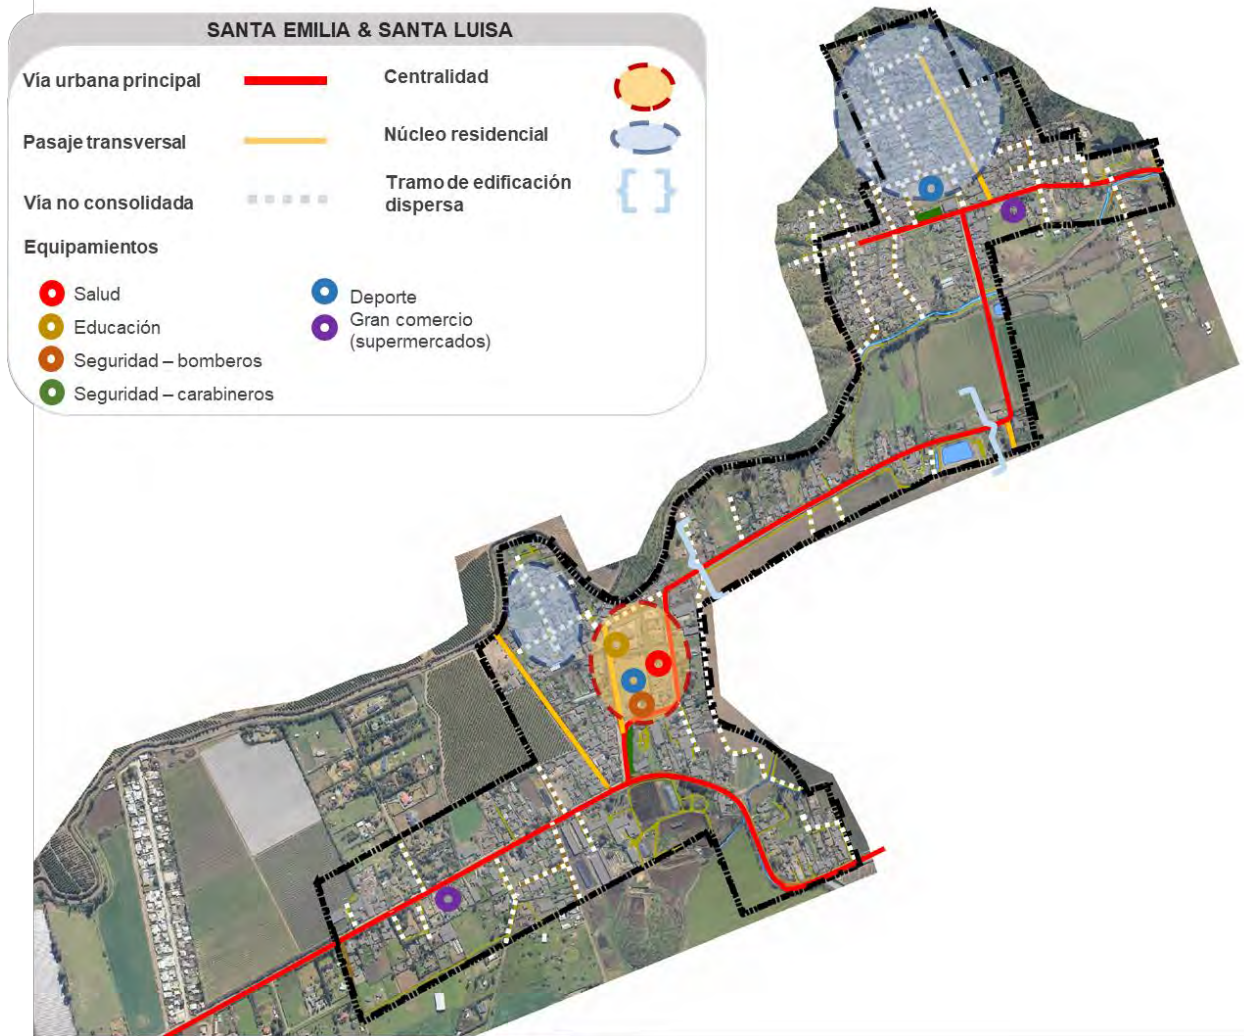 SANTA EMILIA & SANTA LUISA
Vía urbana principal
Centralidad
Pasaje transversal
Núcleo residencial
Vía no consolidada
Tramo de edificación
dispersa
Equipamientos
Salud
Educación
Seguridad – bomberos
Seguridad – carabineros
Deporte
Gran comercio
(supermercados)